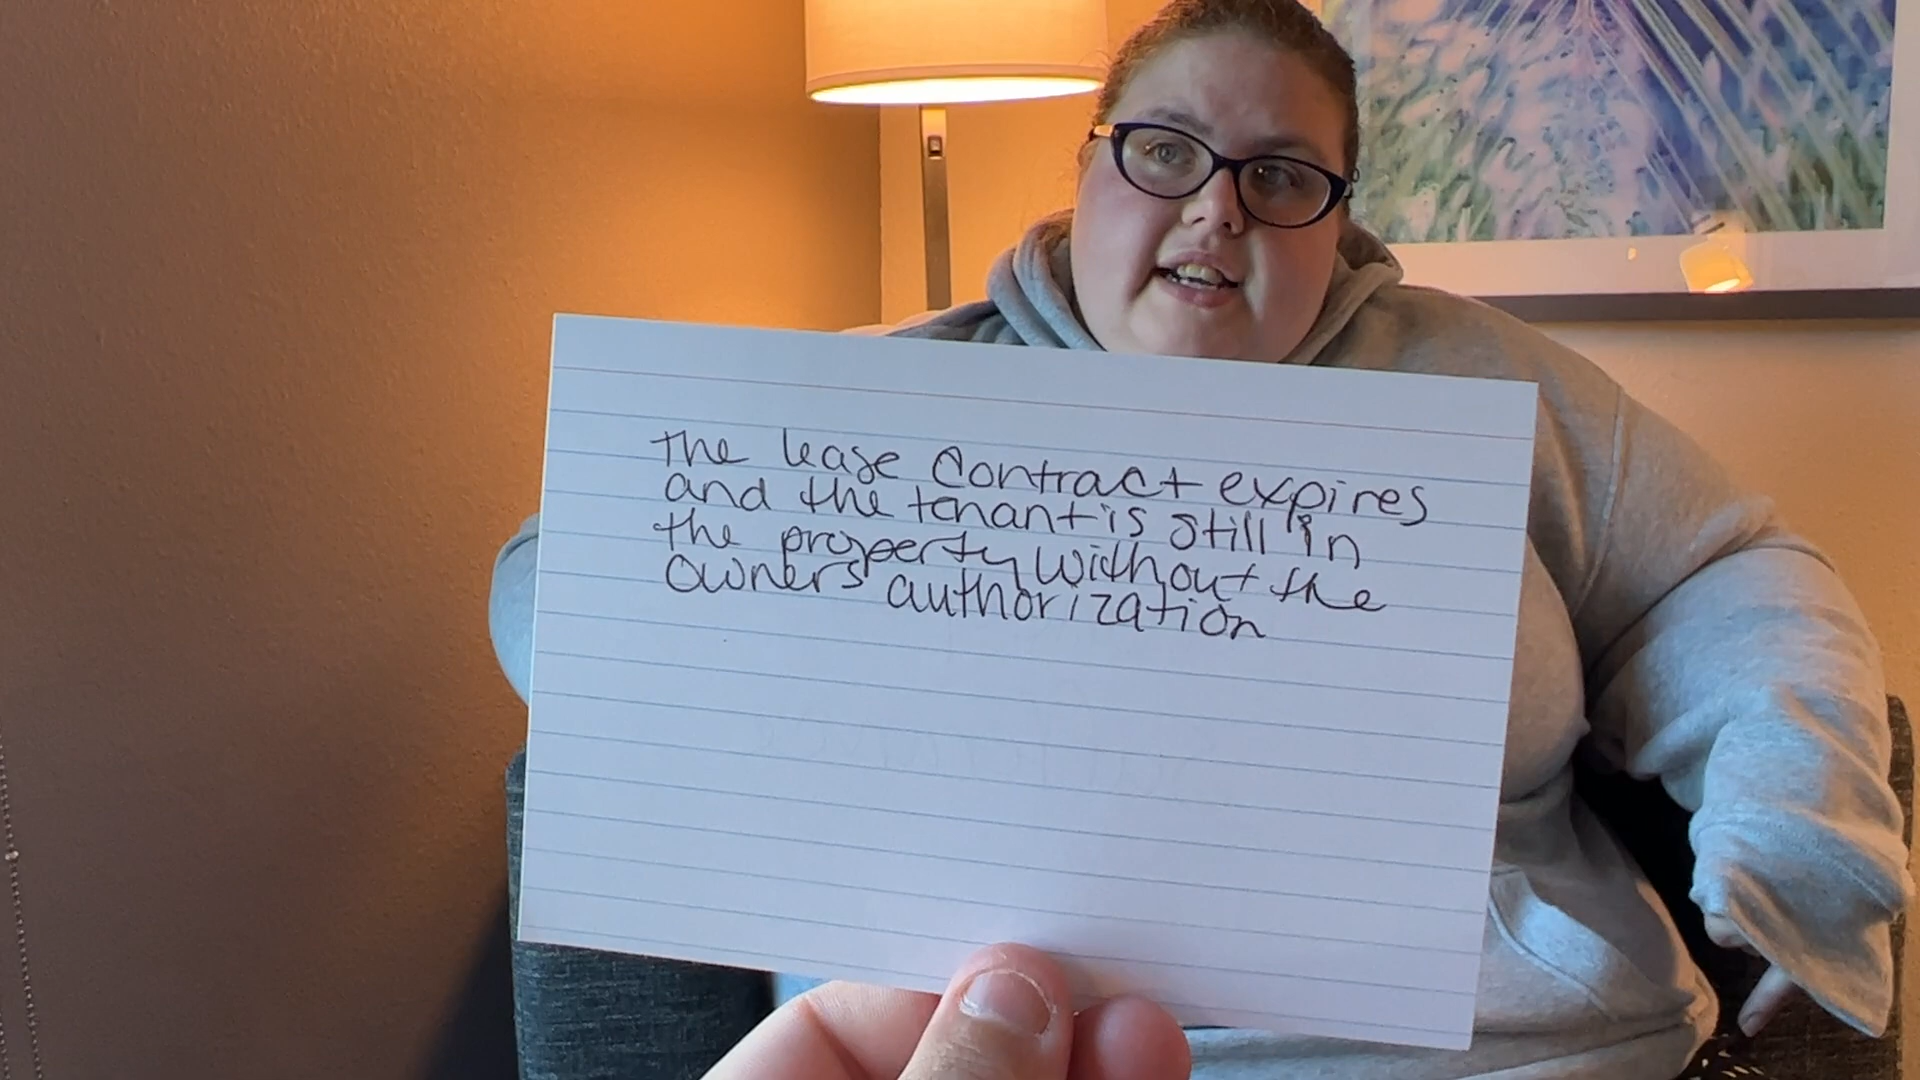 The lease contract expires
and the tenant is still in
the property without the
owners authorization